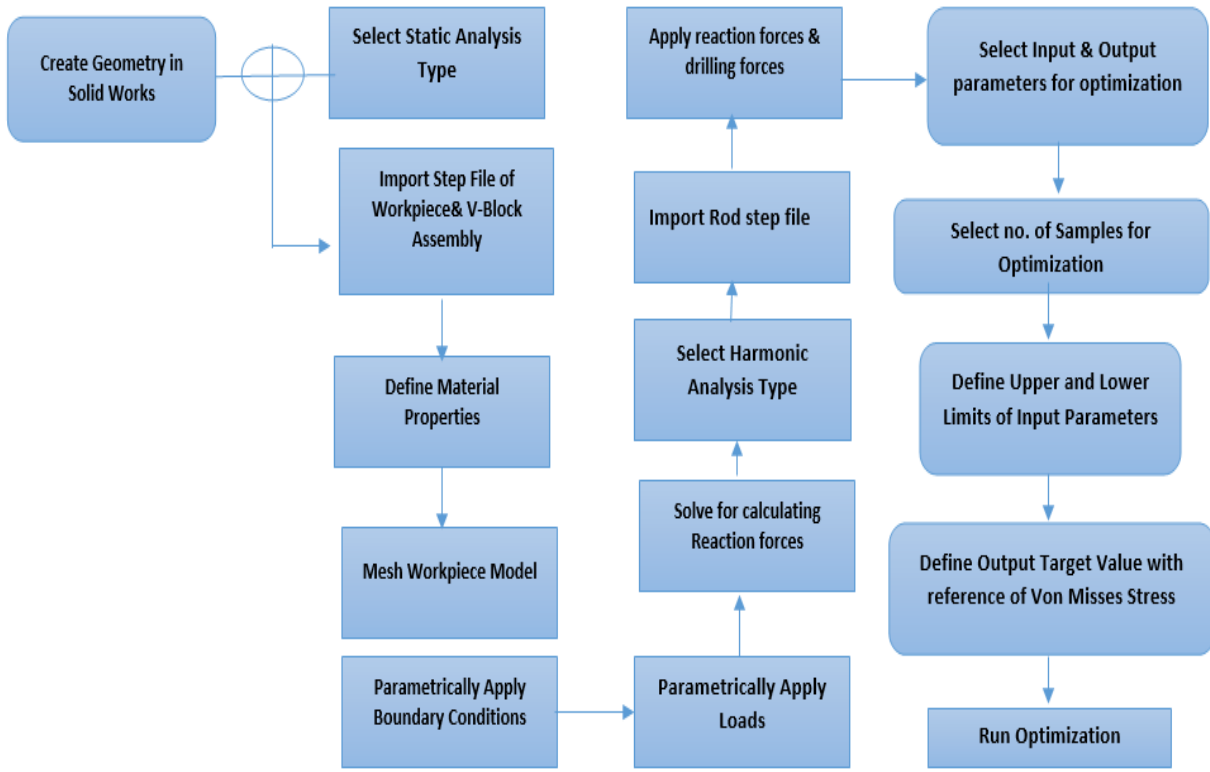 Create Geometry in
Solid Works
Select Static Analysis
Type
Import Step File of
Workpiece& V-Block
Assembly
Define Material
Properties
Mesh Workpiece Model
Parametrically Apply
Boundary Conditions
Parametrically Apply
Loads
Solve for calculating
Reaction forces
Select Harmonic
Analysis Type
Import Rod step file
Apply reaction forces &
drilling forces
Select Input & Output
parameters for optimization
Select no. of Samples for
Optimization
Define Upper and Lower
Limits of Input Parameters
Define Output Target Value with
reference of Von Misses Stress
Run Optimization